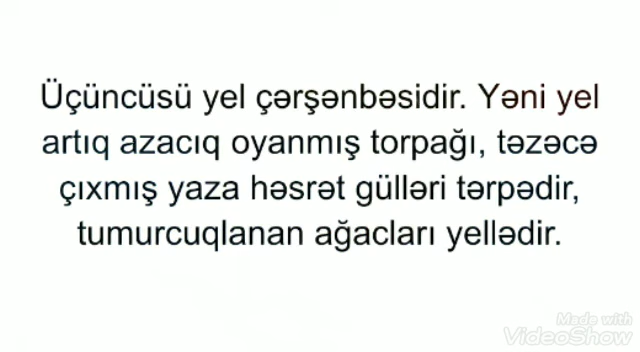 Üçüncüsü yel çərşənbəsidir. Yəni yel
artıq azacıq oyanmış torpağı, təzəcə
çıxmış yaza həsrət gülləri tərpədir,
tumurcuqlanan ağacları yellədir.
Made with
VideoShow